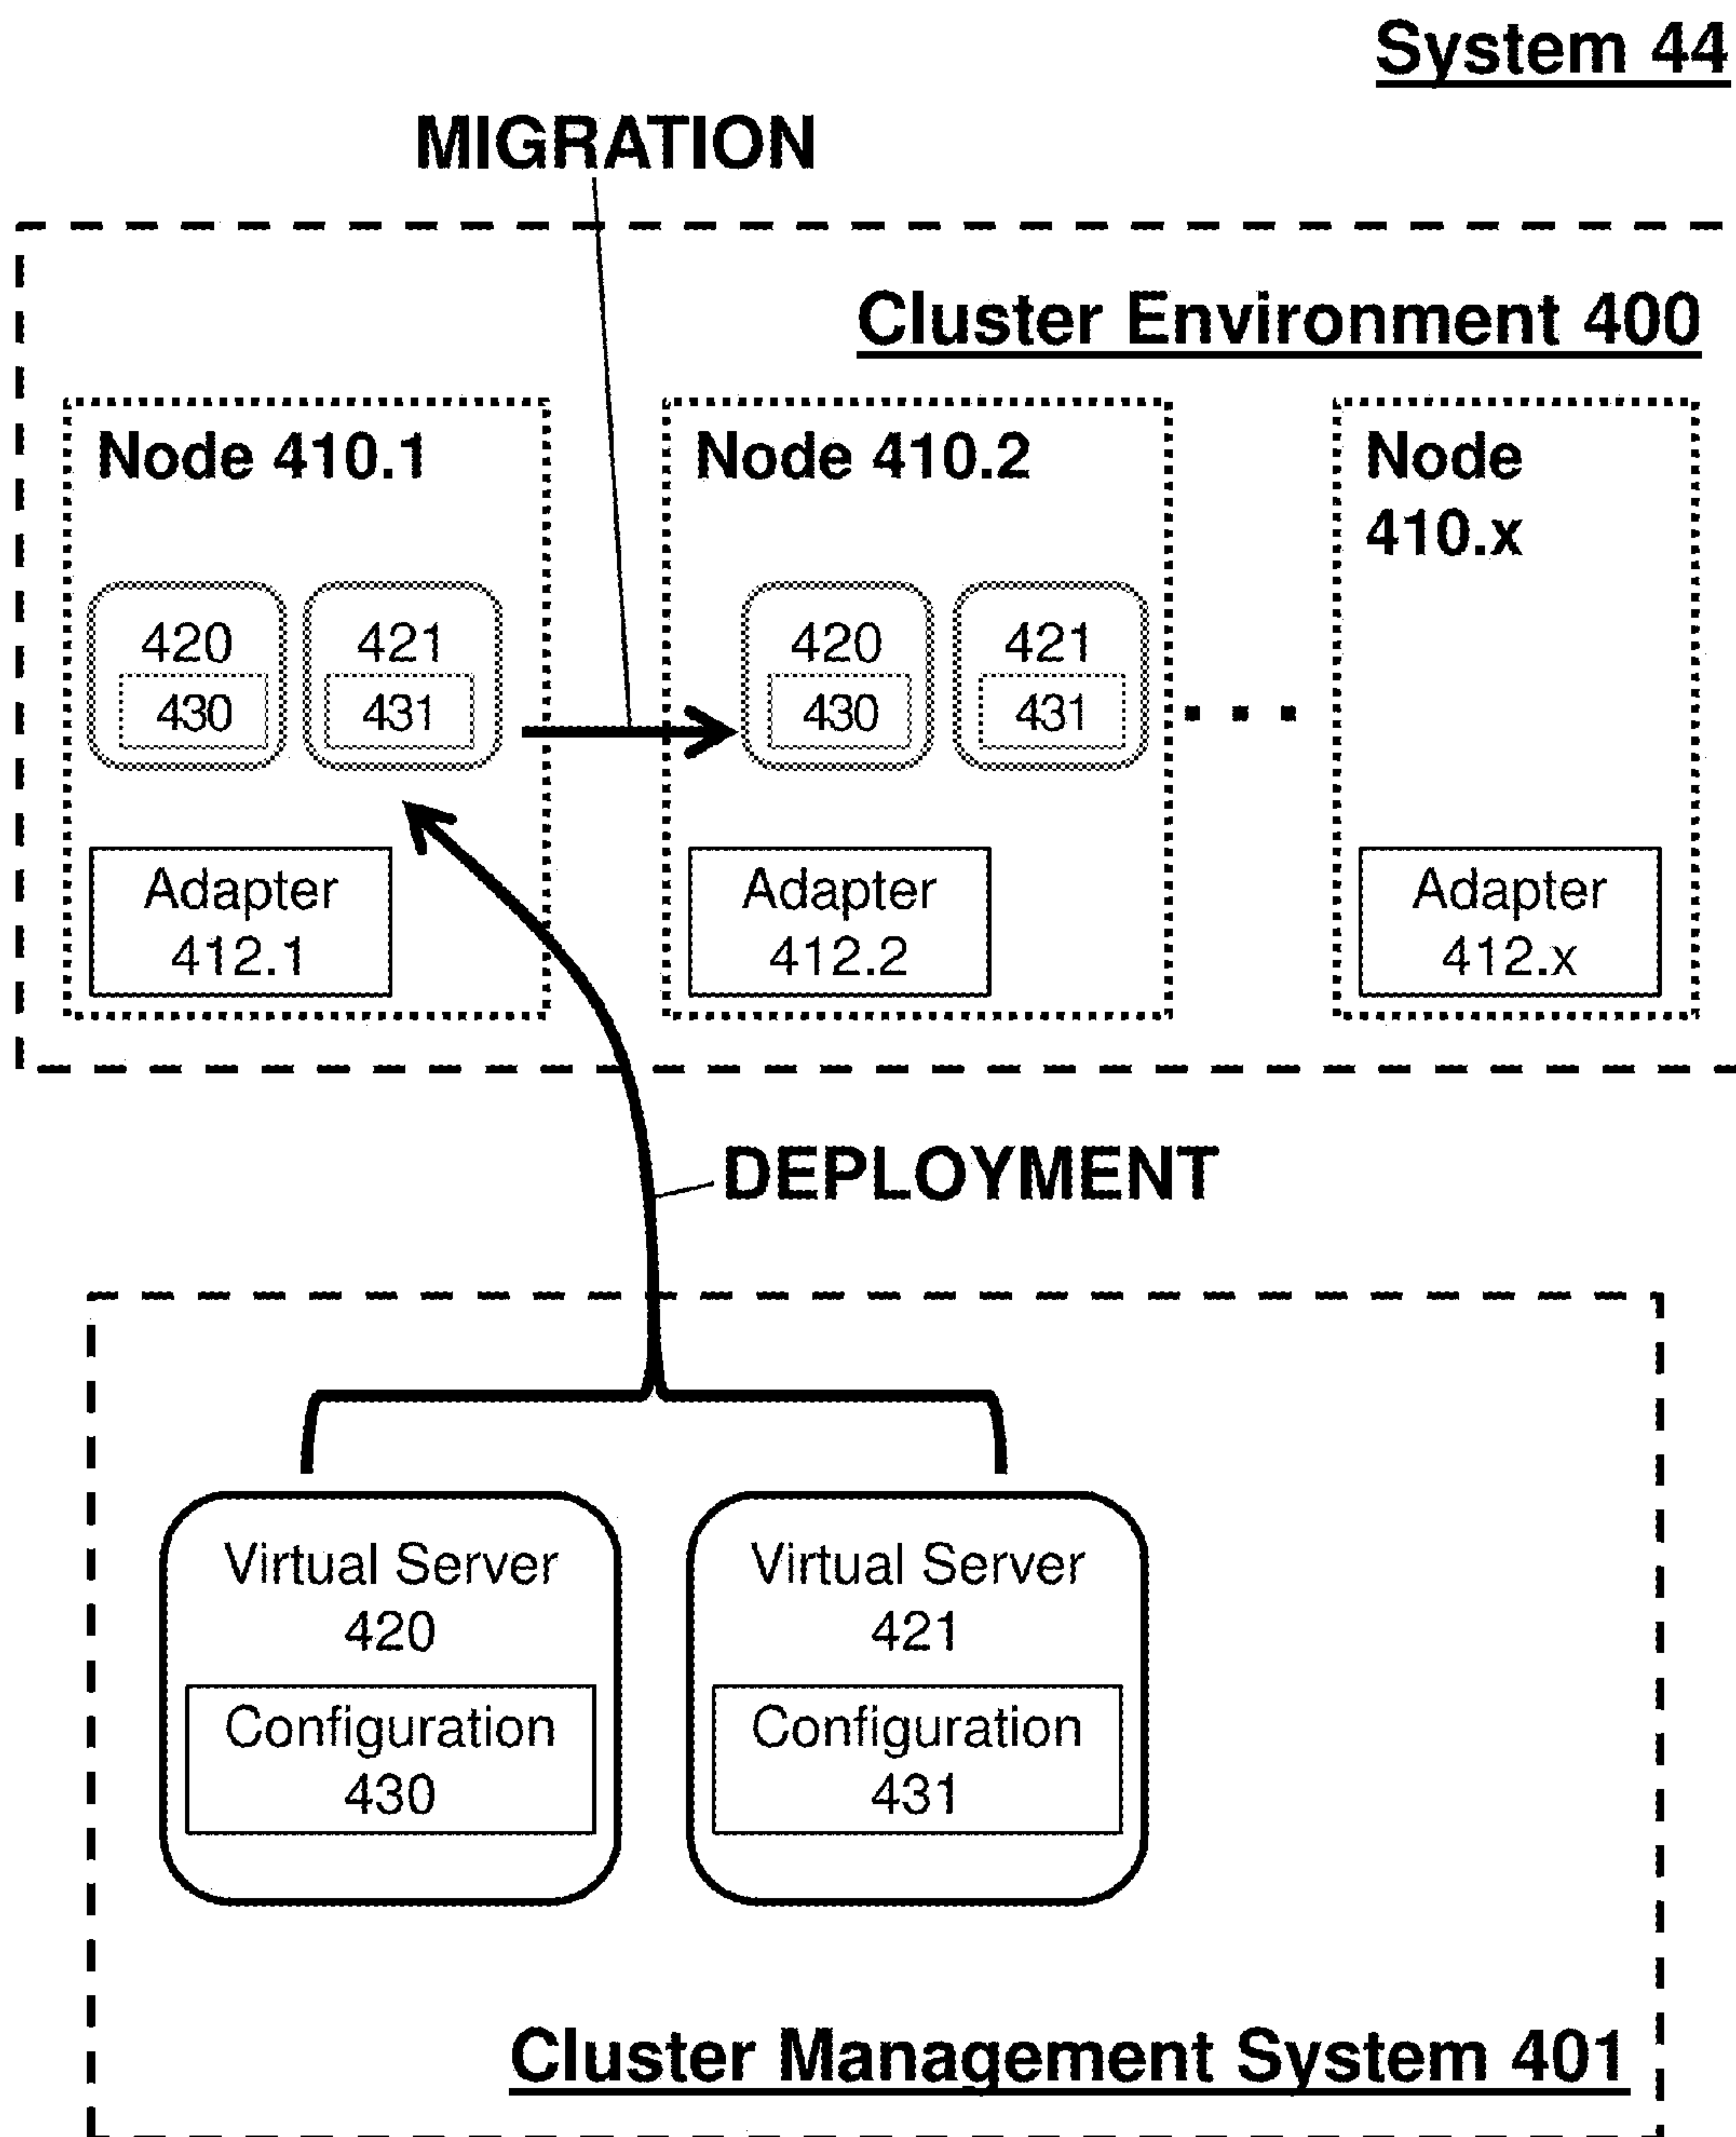 System 44
MIGRATION
Cluster Environment 400
Node 410.1
420
430
421
431
Adapter
412.1
Node 410.2
420
430
421
431
Adapter
412.2
Node
410.x
Adapter
412.x
DEPLOYMENT
Virtual Server
420
Configuration
430
Virtual Server
421
Configuration
431
Cluster Management System 401